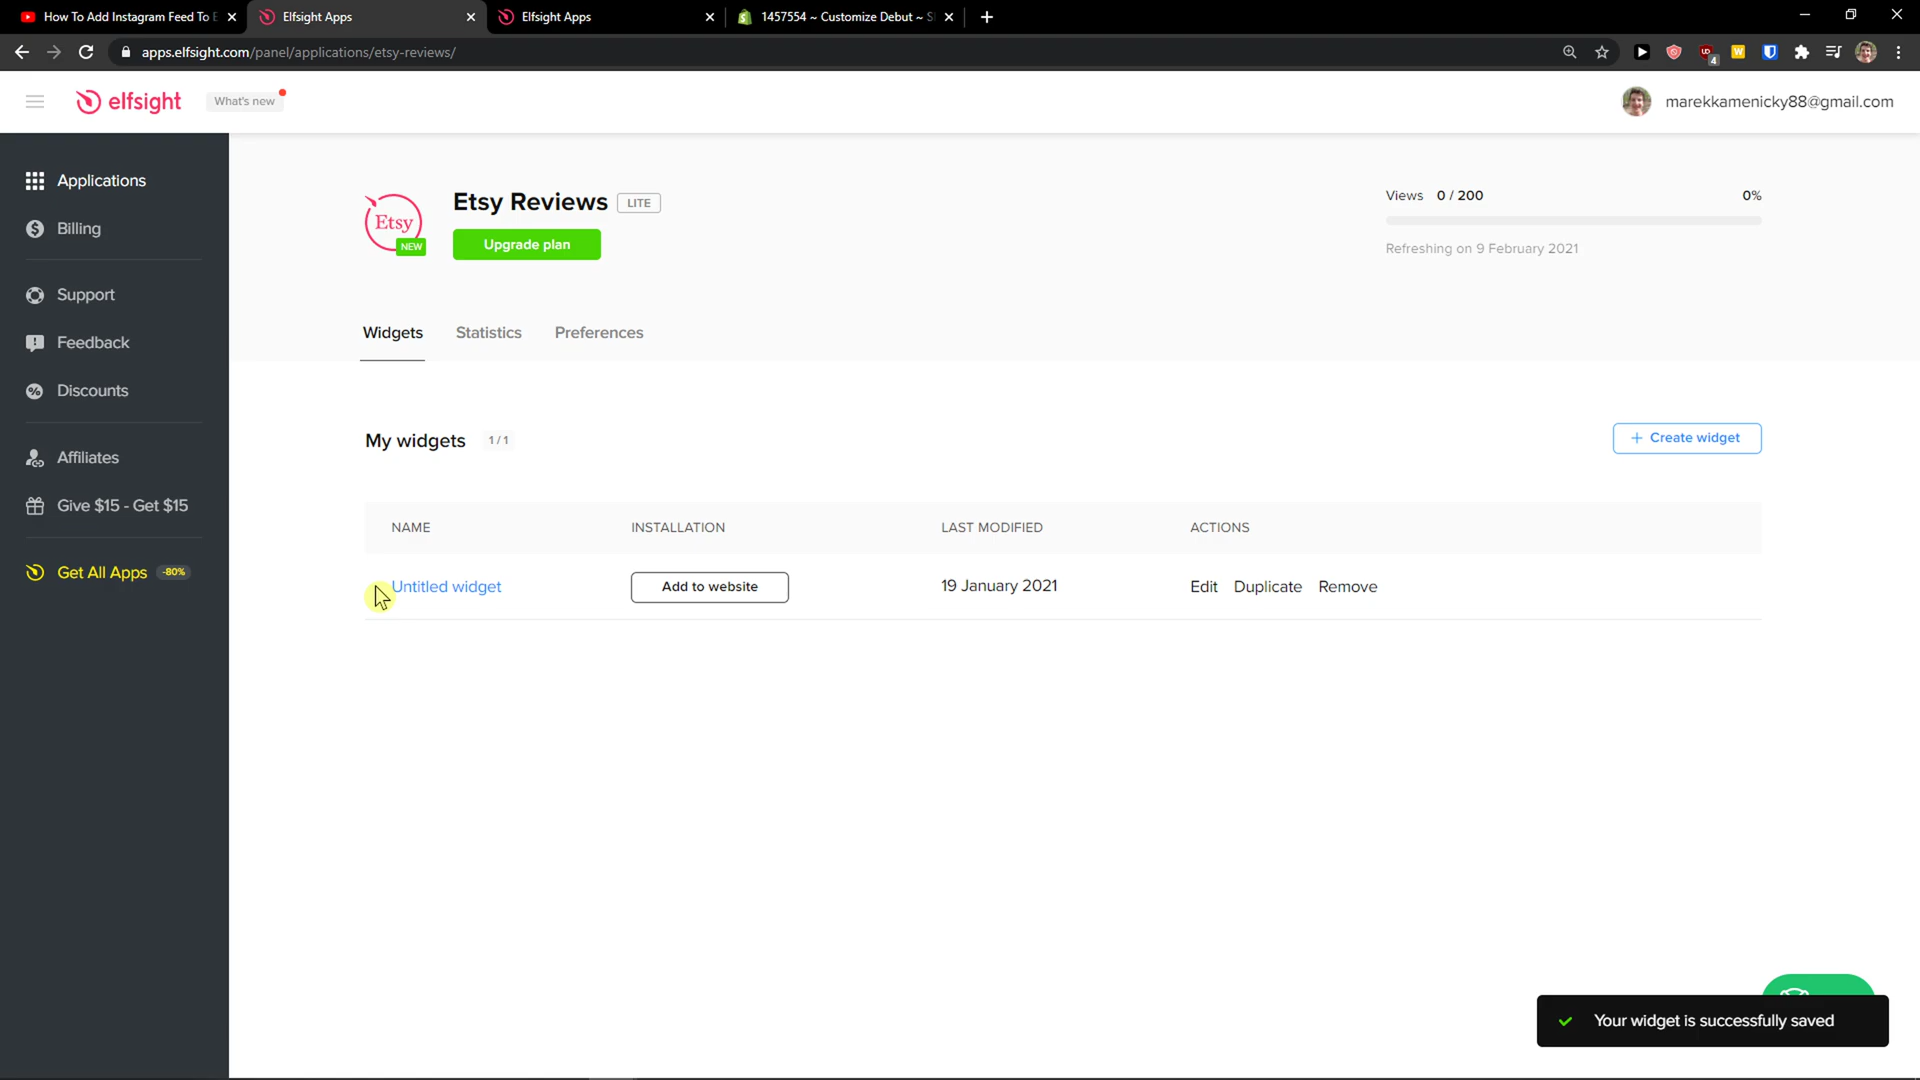 How To Add Instagram Feed To E
Elfsight Apps
Elfsight Apps
1457554 ~ Customize Debut ~ S
apps.elfsight.com/panel/applications/etsy-reviews/
UD
4
W
elfsight
What's new
marekkamenicky88@gmail.com
Applications
Billing
Support
Feedback
Discounts
Affiliates
Give $15 - Get $15
Get All Apps -80%
Etsy
NEW
Etsy Reviews LITE
Upgrade plan
Views 0 / 200 0%
Refreshing on 9 February 2021
Widgets Statistics Preferences
My widgets 1 / 1
+ Create widget
NAME INSTALLATION LAST MODIFIED ACTIONS
Untitled widget Add to website 19 January 2021 Edit Duplicate Remove
Your widget is successfully saved